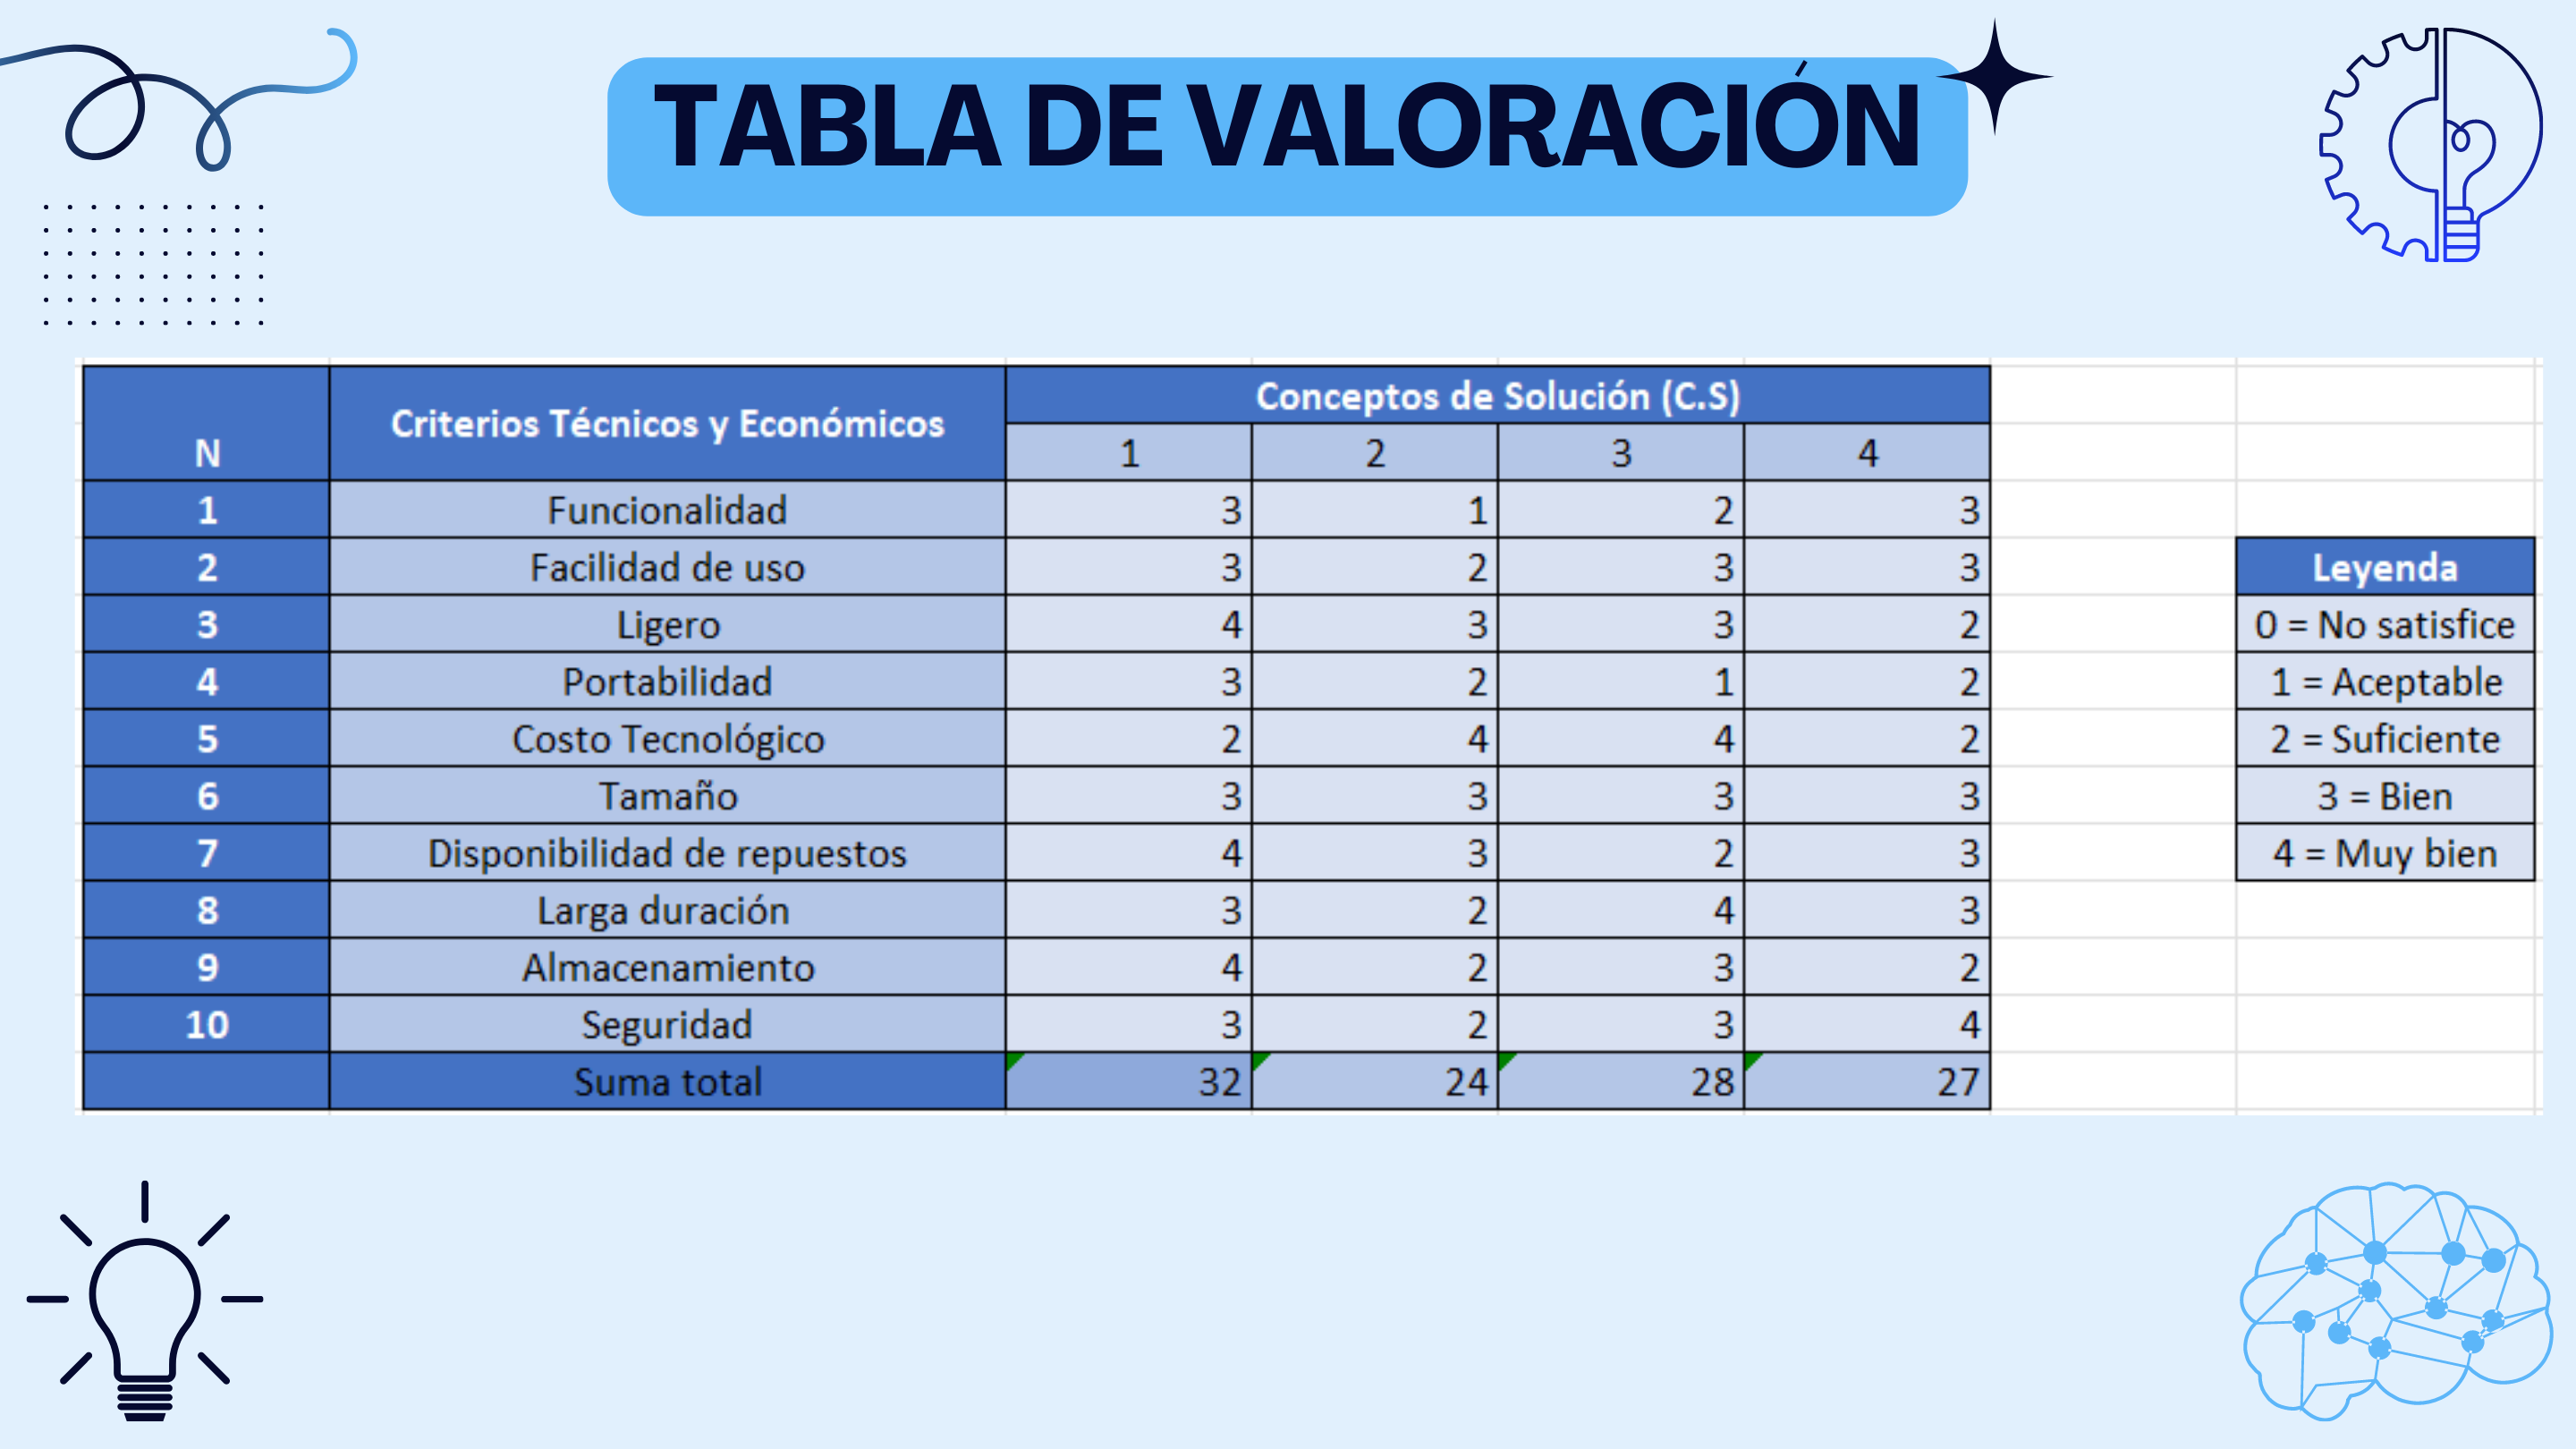 TABLA DE VALORACIÓN
N Criterios Técnicos y Económicos Conceptos de Solución (C.S)
1 2 3 4
1 Funcionalidad 3 1 2 3
2 Facilidad de uso 3 2 3 3
3 Ligero 4 3 3 2
4 Portabilidad 3 2 1 2
5 Costo Tecnológico 2 4 4 2
6 Tamaño 3 3 3 3
7 Disponibilidad de repuestos 4 3 2 3
8 Larga duración 3 2 4 3
9 Almacenamiento 4 2 3 2
10 Seguridad 3 2 3 4
Suma total 32 24 28 27
Leyenda
0 = No satisfice
1 = Aceptable
2 = Suficiente
3 = Bien
4 = Muy bien